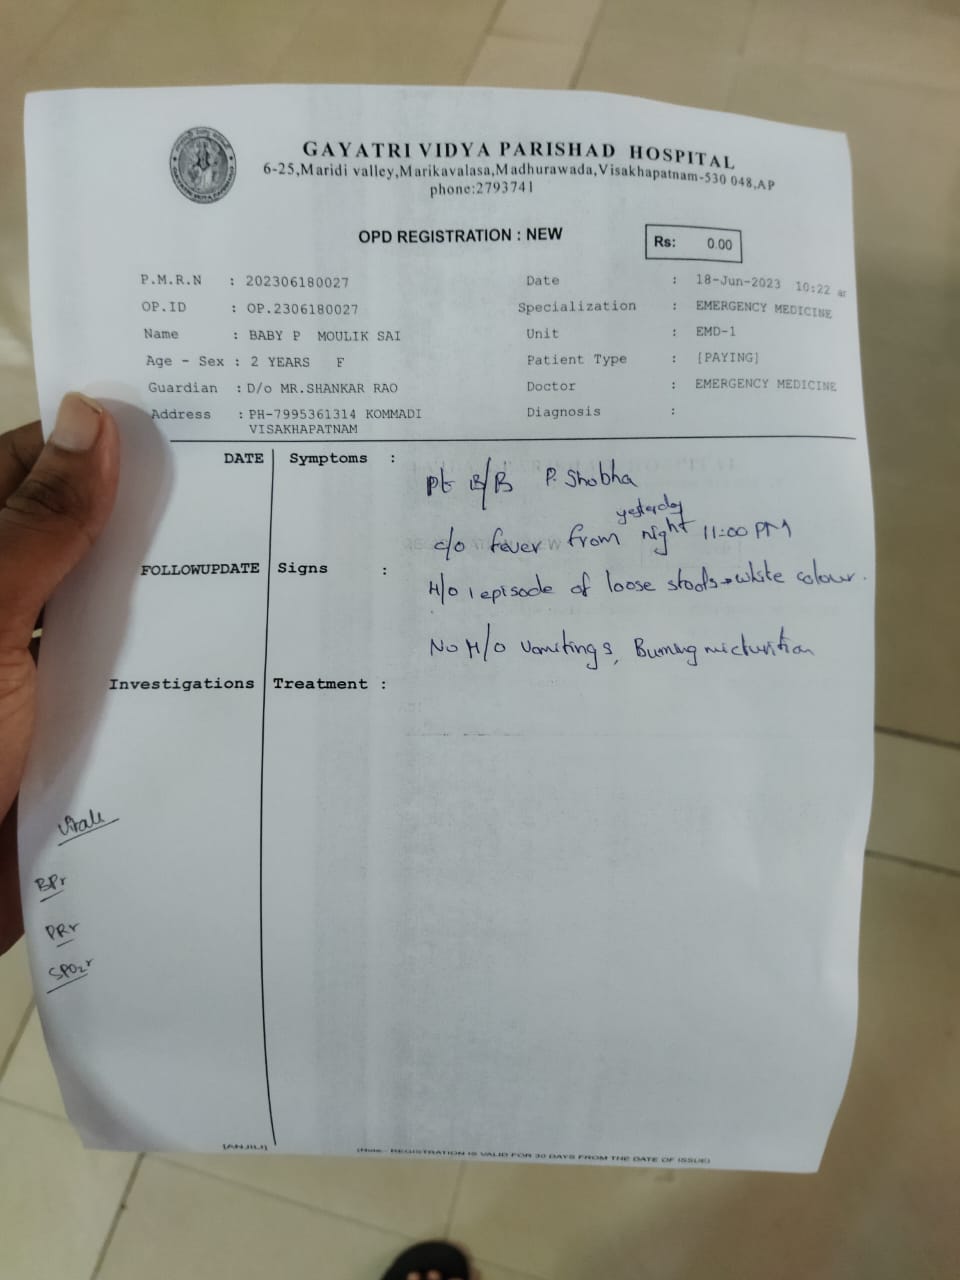 GAYATRI VIDYA PARISHAD HOSPITAL
6-25,Maridi valley,Marikavalasa,Madhurawada,Visakhapatnam-530 048,AP
phone:2793741
OPD REGISTRATION : NEW
Rs: 0.00
P.M.R.N : 202306180027
Date : 18-Jun-2023 10:22
OP.ID : OP.2306180027
Specialization : EMERGENCY MEDICINE
Name : BABY P MOULIK SAI
Unit : EMD-1
Age - Sex : 2 YEARS F
Patient Type : [PAYING]
Guardian : D/o MR.SHANKAR RAO
Doctor : EMERGENCY MEDICINE
Address : PH-7995361314 KOMMADI
VISAKHAPATNAM
Diagnosis :
DATE Symptoms :
Pt B/B P. Shobha
yesterday
c/o fever from night 11:00 PM
FOLLOWUPDATE Signs :
H/o 1 episode of loose stools → white colour.
No H/o Vomitings, Burning micturition
Investigations Treatment :
Vitals
BP:
PR:
SPO2:
[ANJILI]
(Note:- REGISTRATION IS VALID FOR 30 DAYS FROM THE DATE OF ISSUE)